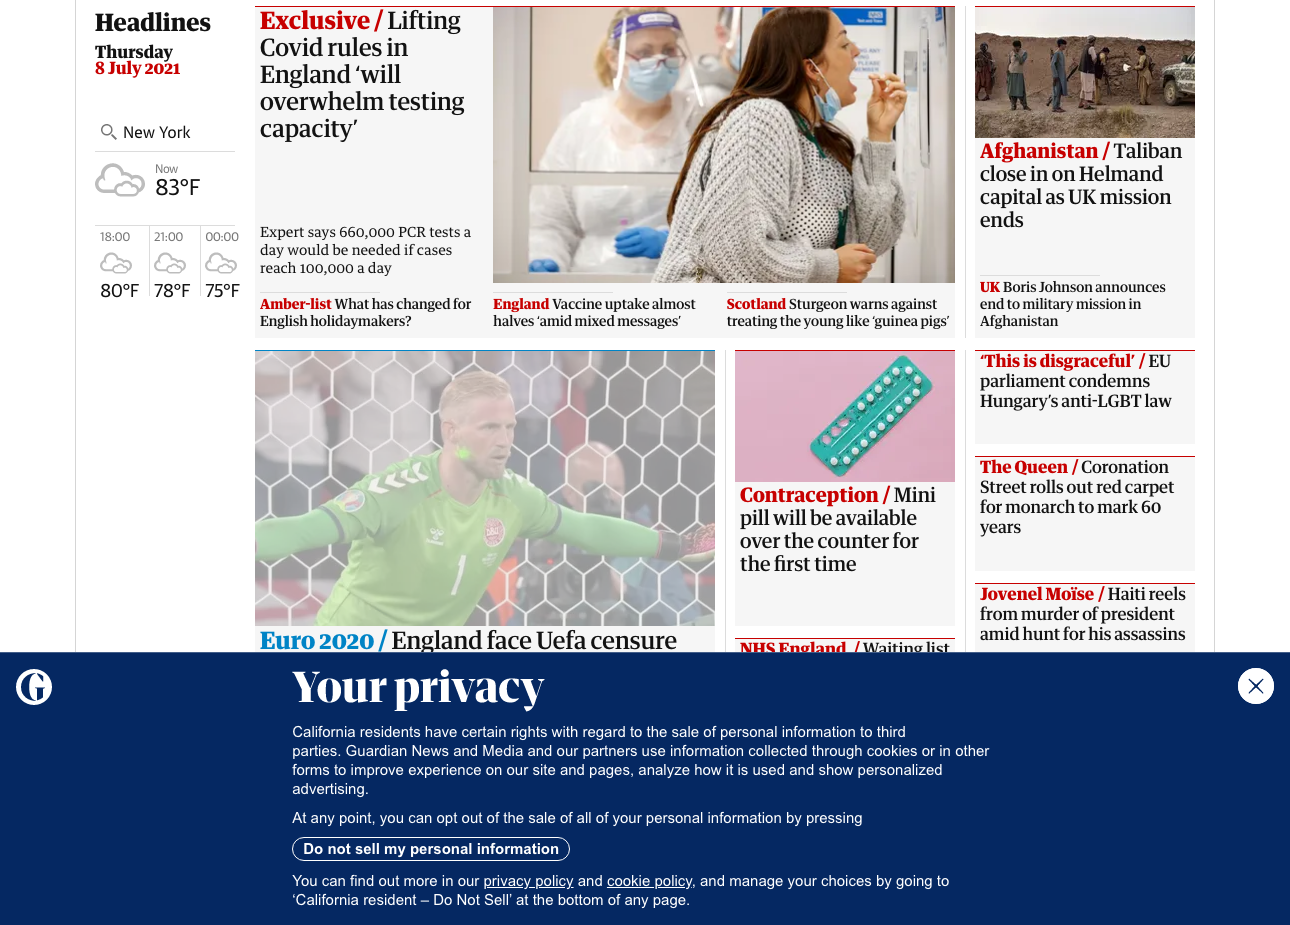 Headlines
Thursday
8 July 2021
New York
Now
83°F
18:00
21:00
00:00
80°F
78°F
75°F
Exclusive / Lifting
Covid rules in
England ‘will
overwhelm testing
capacity’
Expert says 660,000 PCR tests a
day would be needed if cases
reach 100,000 a day
Amber-list What has changed for
English holidaymakers?
England Vaccine uptake almost
halves ‘amid mixed messages’
Scotland Sturgeon warns against
treating the young like ‘guinea pigs’
Afghanistan / Taliban
close in on Helmand
capital as UK mission
ends
UK Boris Johnson announces
end to military mission in
Afghanistan
1
Euro 2020 / England face Uefa censure
Contraception / Mini
pill will be available
over the counter for
the first time
NHS England / Waiting list
‘This is disgraceful’ / EU
parliament condemns
Hungary’s anti-LGBT law
The Queen / Coronation
Street rolls out red carpet
for monarch to mark 60
years
Jovenel Moïse / Haiti reels
from murder of president
amid hunt for his assassins
Your privacy
California residents have certain rights with regard to the sale of personal information to third
parties. Guardian News and Media and our partners use information collected through cookies or in other
forms to improve experience on our site and pages, analyze how it is used and show personalized
advertising.
At any point, you can opt out of the sale of all of your personal information by pressing
Do not sell my personal information
You can find out more in our privacy policy and cookie policy, and manage your choices by going to
‘California resident – Do Not Sell’ at the bottom of any page.